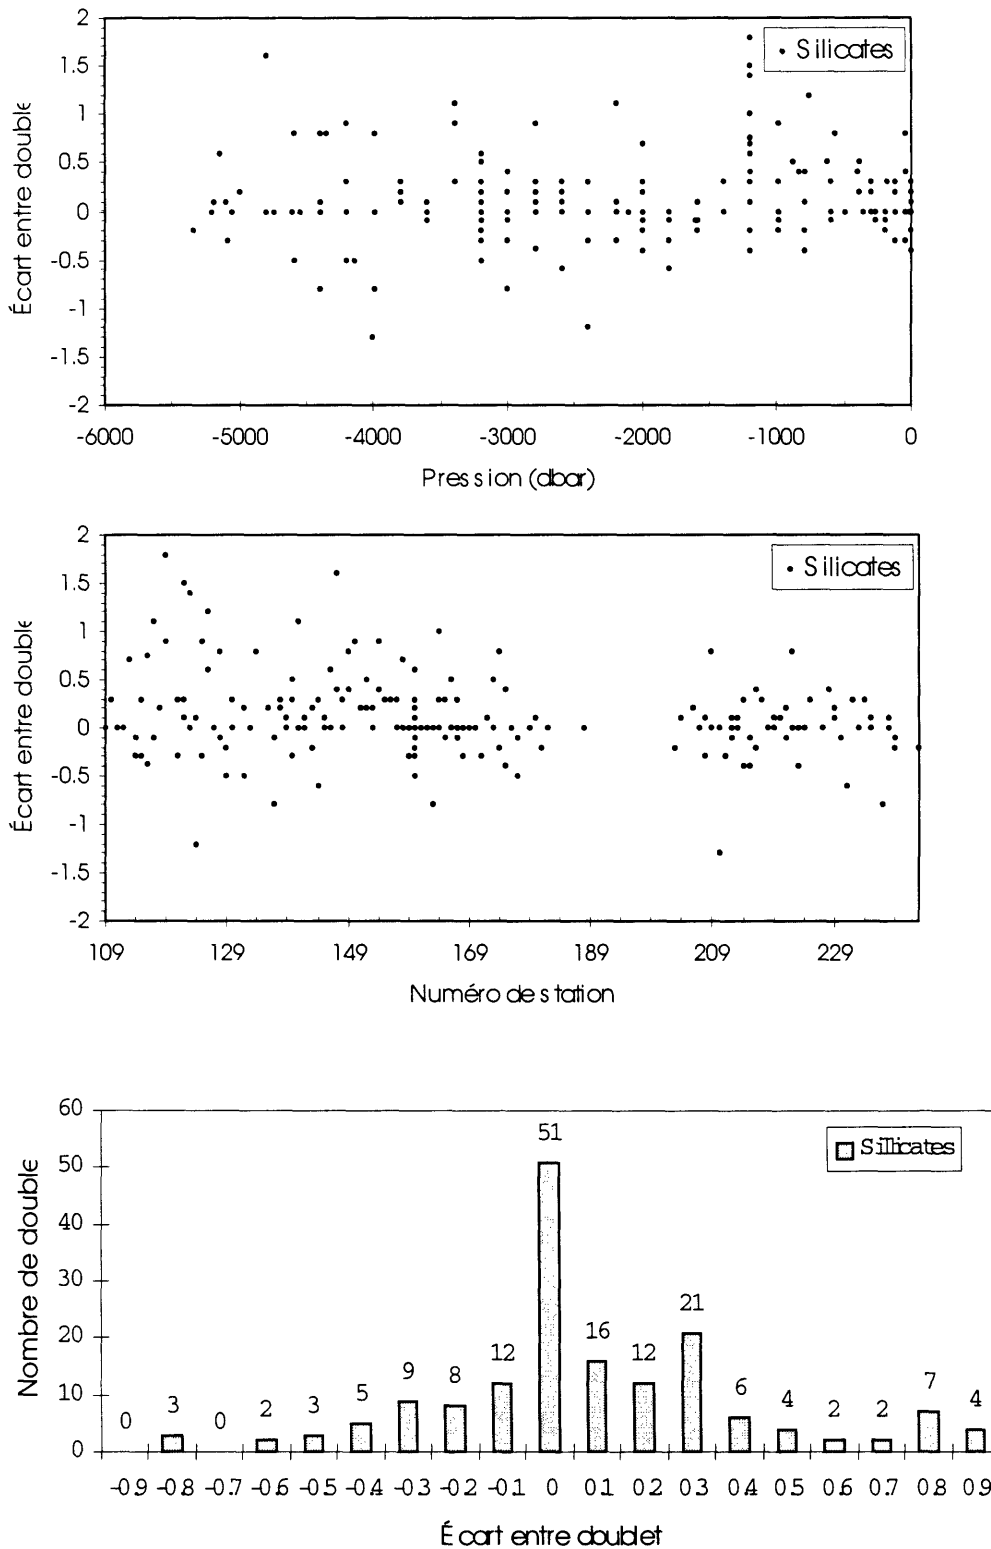 2
1.5
1
0.5
0
-0.5
-1
-1.5
-2
Écart entre double
Silicates
-6000 -5000 -4000 -3000 -2000 -1000 0
Pression (dbar)
2
1.5
1
0.5
0
-0.5
-1
-1.5
-2
Écart entre double
Silicates
109 129 149 169 189 209 229
Numéro de station
60
50
40
30
20
10
0
Nombre de double
Sillicates
0 3 0 2 3 5 9 8 12 51 16 12 21 6 4 2 2 7 4
-0.9 -0.8 -0.7 -0.6 -0.5 -0.4 -0.3 -0.2 -0.1 0 0.1 0.2 0.3 0.4 0.5 0.6 0.7 0.8 0.9
Écart entre doublet